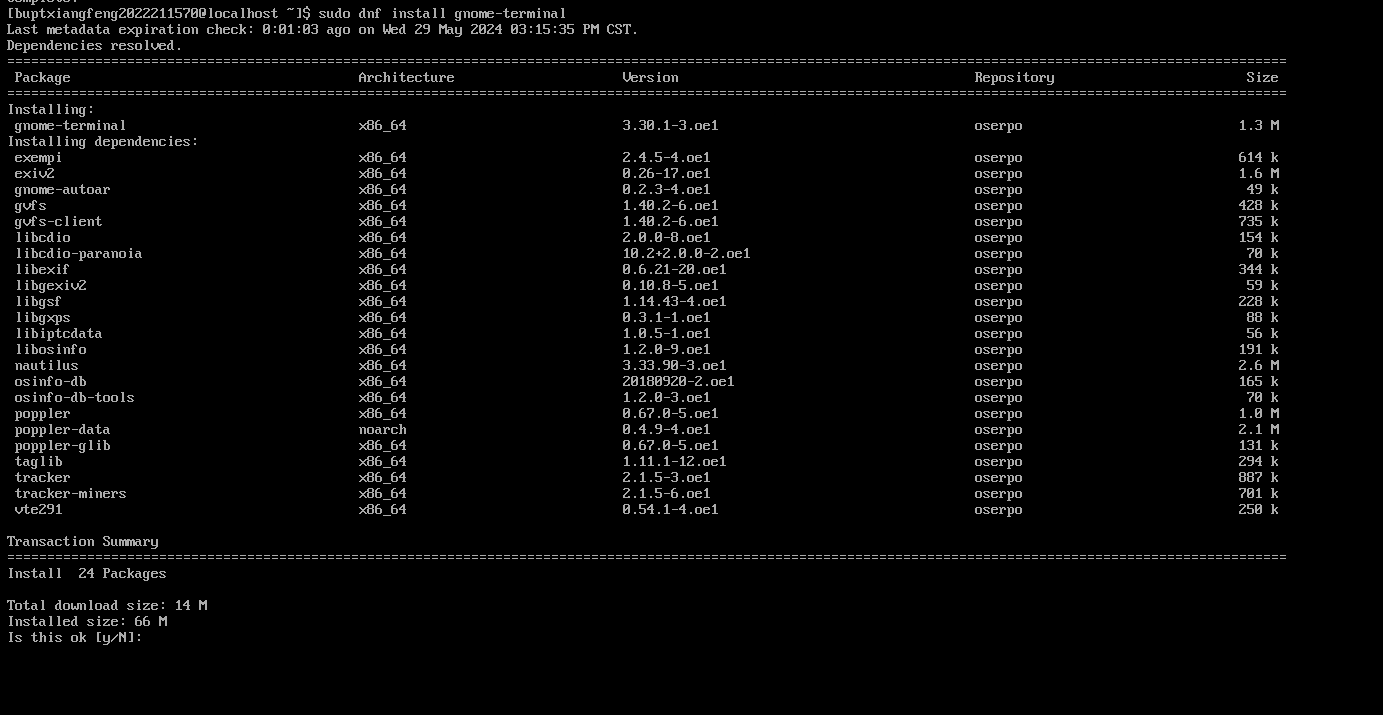 [buptxiangfeng2022211570@localhost ~]$ sudo dnf install gnome-terminal
Last metadata expiration check: 0:01:03 ago on Wed 29 May 2024 03:15:35 PM CST.
Dependencies resolved.
================================================================================
Package Architecture Version Repository Size
================================================================================
Installing:
gnome-terminal x86_64 3.30.1-3.oe1 oserpo 1.3 M
Installing dependencies:
exempi x86_64 2.4.5-4.oe1 oserpo 614 k
exiv2 x86_64 0.26-17.oe1 oserpo 1.6 M
gnome-autoar x86_64 0.2.3-4.oe1 oserpo 49 k
gvfs x86_64 1.40.2-6.oe1 oserpo 428 k
gvfs-client x86_64 1.40.2-6.oe1 oserpo 735 k
libcdio x86_64 2.0.0-8.oe1 oserpo 154 k
libcdio-paranoia x86_64 10.2+2.0.0-2.oe1 oserpo 70 k
libexif x86_64 0.6.21-20.oe1 oserpo 344 k
libgexiv2 x86_64 0.10.8-5.oe1 oserpo 59 k
libgsf x86_64 1.14.43-4.oe1 oserpo 228 k
libgxps x86_64 0.3.1-1.oe1 oserpo 88 k
libiptcdata x86_64 1.0.5-1.oe1 oserpo 56 k
libosinfo x86_64 1.2.0-9.oe1 oserpo 191 k
nautilus x86_64 3.33.90-3.oe1 oserpo 2.6 M
osinfo-db x86_64 20180920-2.oe1 oserpo 165 k
osinfo-db-tools x86_64 1.2.0-3.oe1 oserpo 70 k
poppler x86_64 0.67.0-5.oe1 oserpo 1.0 M
poppler-data noarch 0.4.9-4.oe1 oserpo 2.1 M
poppler-glib x86_64 0.67.0-5.oe1 oserpo 131 k
taglib x86_64 1.11.1-12.oe1 oserpo 294 k
tracker x86_64 2.1.5-3.oe1 oserpo 887 k
tracker-miners x86_64 2.1.5-6.oe1 oserpo 701 k
vte291 x86_64 0.54.1-4.oe1 oserpo 250 k
Transaction Summary
================================================================================
Install 24 Packages
Total download size: 14 M
Installed size: 66 M
Is this ok [y/N]: